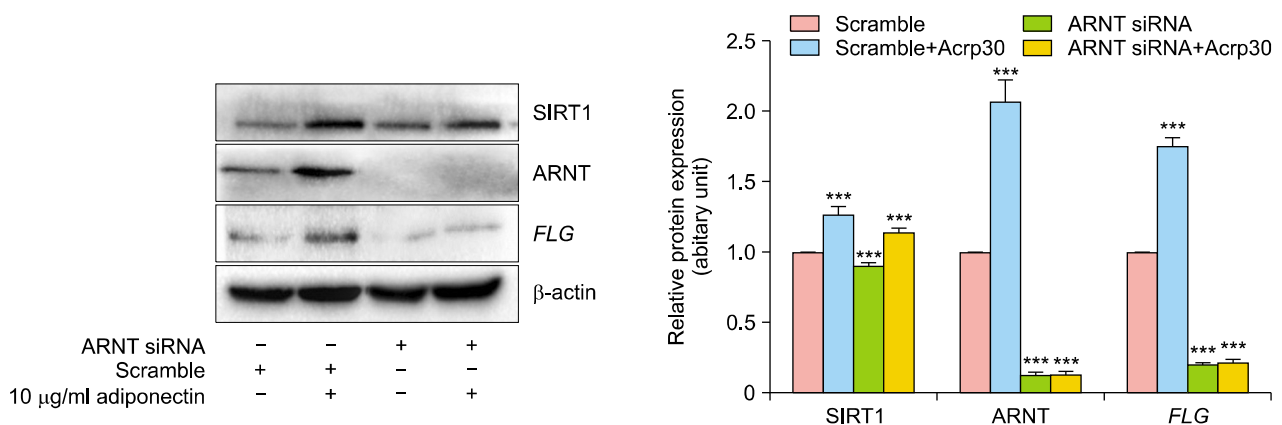 SIRT1
ARNT
FLG
β-actin
ARNT siRNA – – + +
Scramble + + – –
10 µg/ml adiponectin – + – +
Scramble ARNT siRNA
Scramble+Acrp30 ARNT siRNA+Acrp30
Relative protein expression
(abitary unit)
2.5
2.0
1.5
1.0
0.5
0
*** *** *** ***
*** *** *** *** *** ***
SIRT1 ARNT FLG